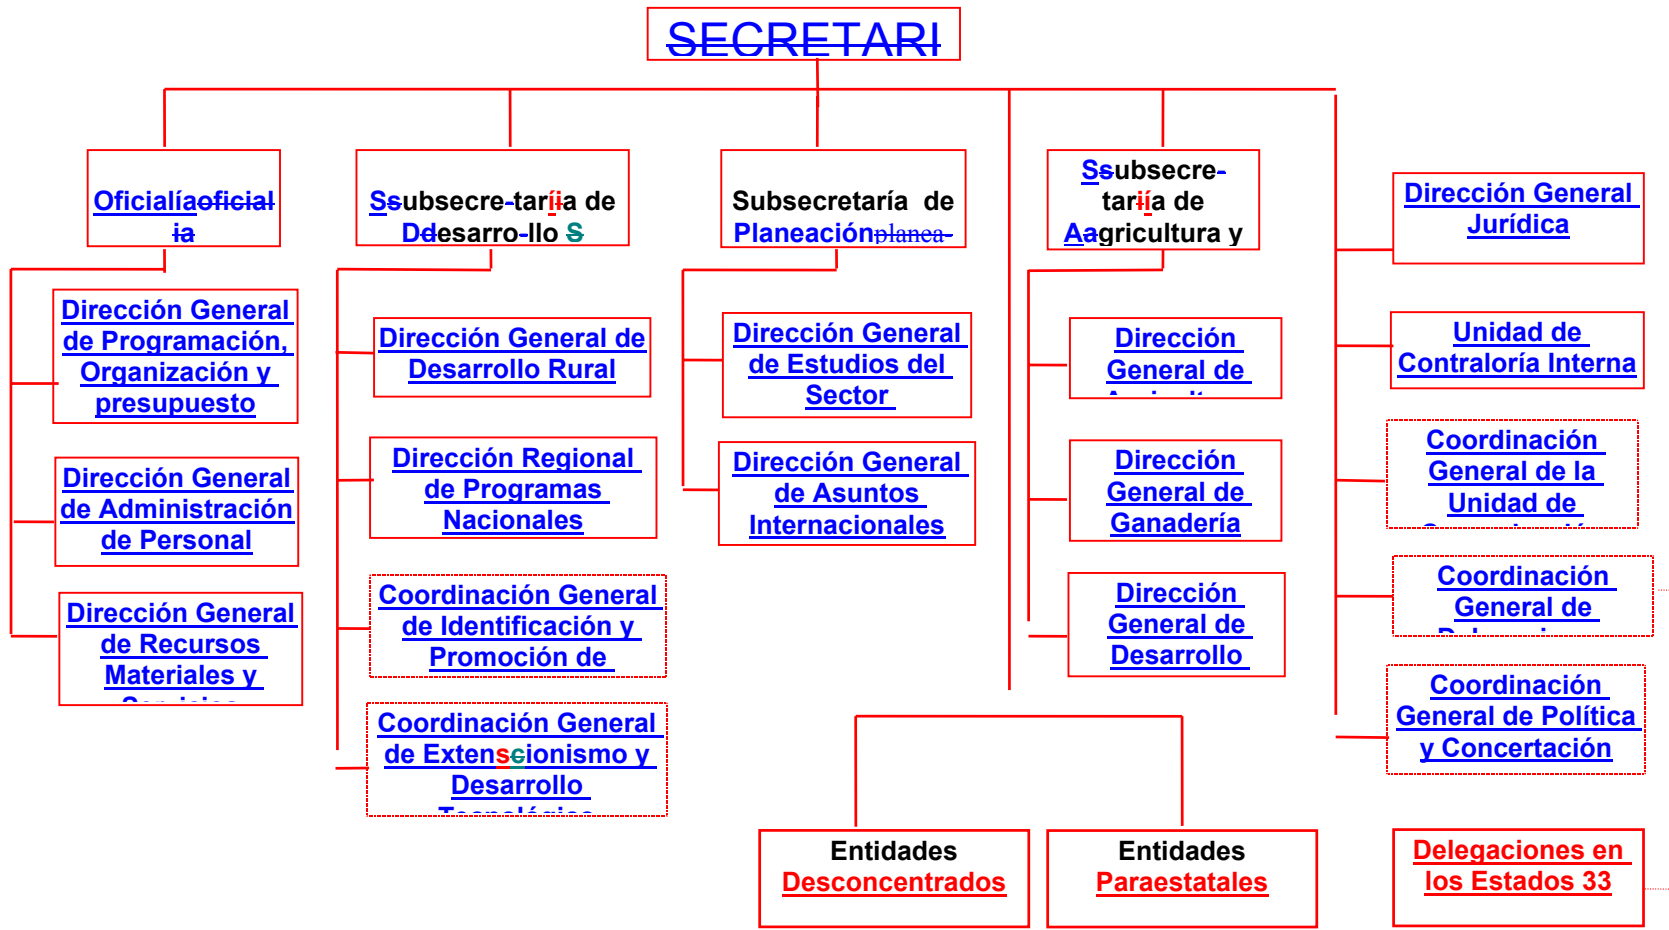 SECRETARI
Oficialíaoficial
ia
Ssubsecre-taríia de
Ddesarro-llo S
Subsecretaría de
Planeaciónplanea-
Ssubsecre-
tariía de
Aagricultura y
Dirección General
Jurídica
Dirección General
de Programación,
Organización y
presupuesto
Dirección General de
Desarrollo Rural
Dirección General
de Estudios del
Sector
Dirección
General de
Unidad de
Contraloría Interna
Dirección General
de Administración
de Personal
Dirección Regional
de Programas
Nacionales
Dirección General
de Asuntos
Internacionales
Dirección
General de
Ganadería
Coordinación
General de la
Unidad de
Dirección General
de Recursos
Materiales y
Coordinación General
de Identificación y
Promoción de
Dirección
General de
Desarrollo
Coordinación
General de
Coordinación General
de Extenscionismo y
Desarrollo
Coordinación
General de Política
y Concertación
Entidades
Desconcentrados
Entidades
Paraestatales
Delegaciones en
los Estados 33